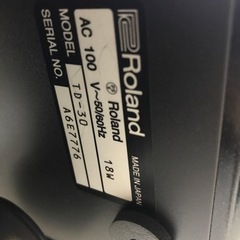 Roland
Roland
AC 100 V~50/60Hz 18W
MODEL TD-30
SERIAL NO. A6E7776
MADE IN JAPAN